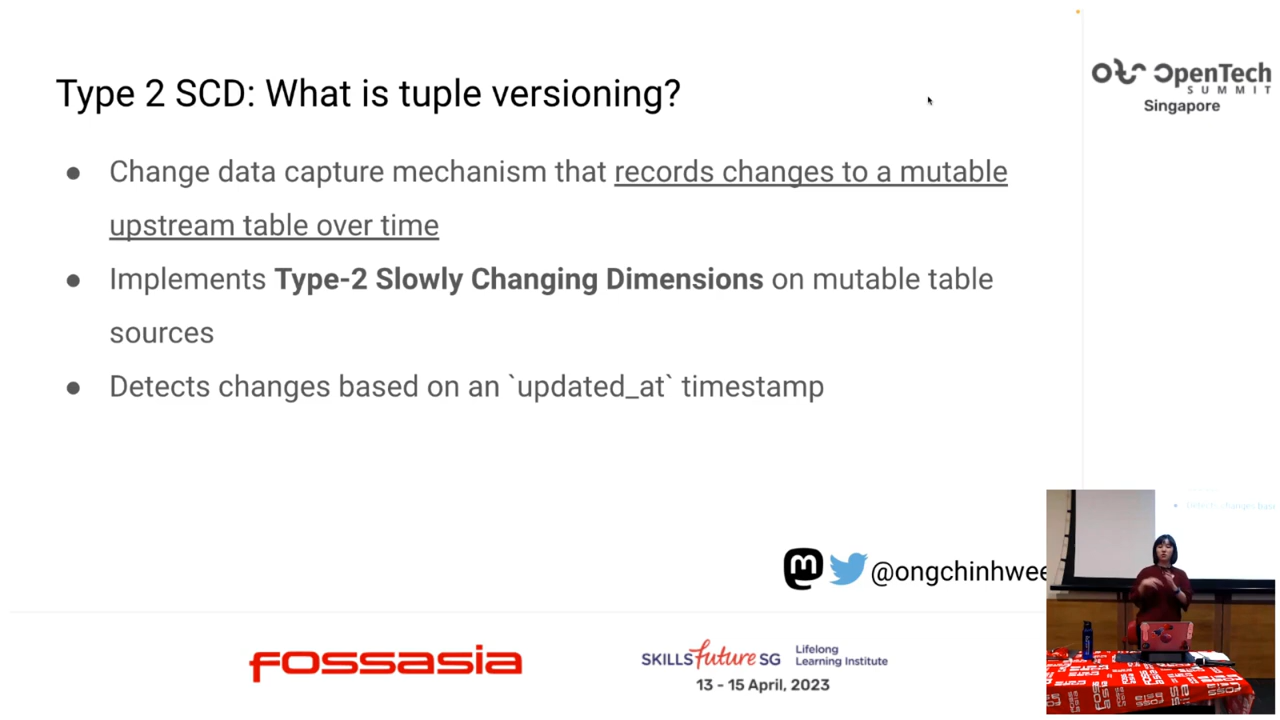 Type 2 SCD: What is tuple versioning?
OpenTech
SUMMIT
Singapore
● Change data capture mechanism that records changes to a mutable
upstream table over time
● Implements Type-2 Slowly Changing Dimensions on mutable table
sources
● Detects changes based on an `updated_at` timestamp
@ongchinhwee
FOSSASIA
SKILLSfuture SG
Lifelong
Learning Institute
13 - 15 April, 2023